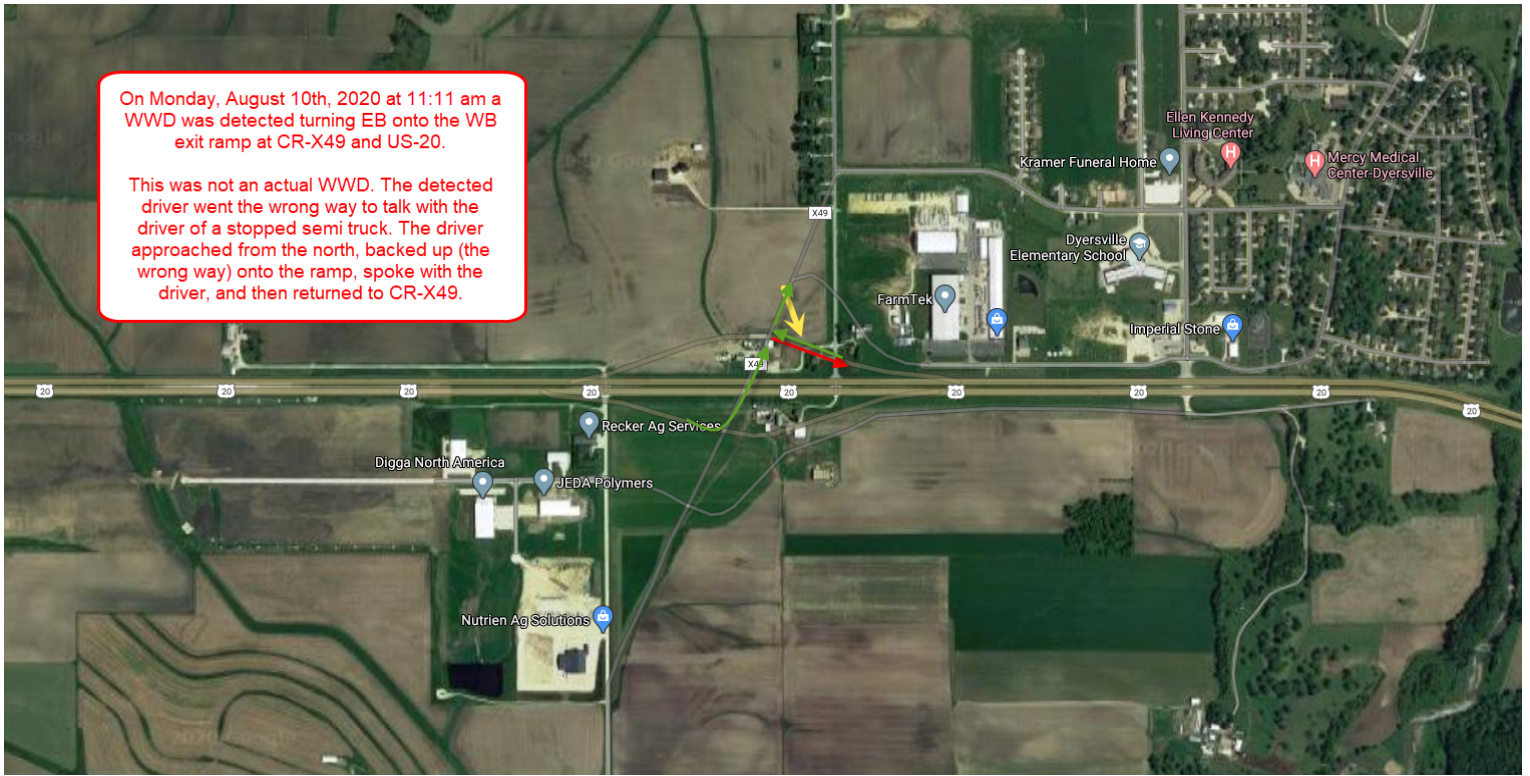 On Monday, August 10th, 2020 at 11:11 am a
WWD was detected turning EB onto the WB
exit ramp at CR-X49 and US-20.
This was not an actual WWD. The detected
driver went the wrong way to talk with the
driver of a stopped semi truck. The driver
approached from the north, backed up (the
wrong way) onto the ramp, spoke with the
driver, and then returned to CR-X49.
Ellen Kennedy
Living Center
H
Kramer Funeral Home
H
Mercy Medical
Center-Dyersville
X49
Dyersville
Elementary School
FarmTek
Imperial Stone
X49
20
20
20
20
20
20
20
20
20
Recker Ag Services
Digga North America
JEDA Polymers
Nutrien Ag Solutions
2020 Google